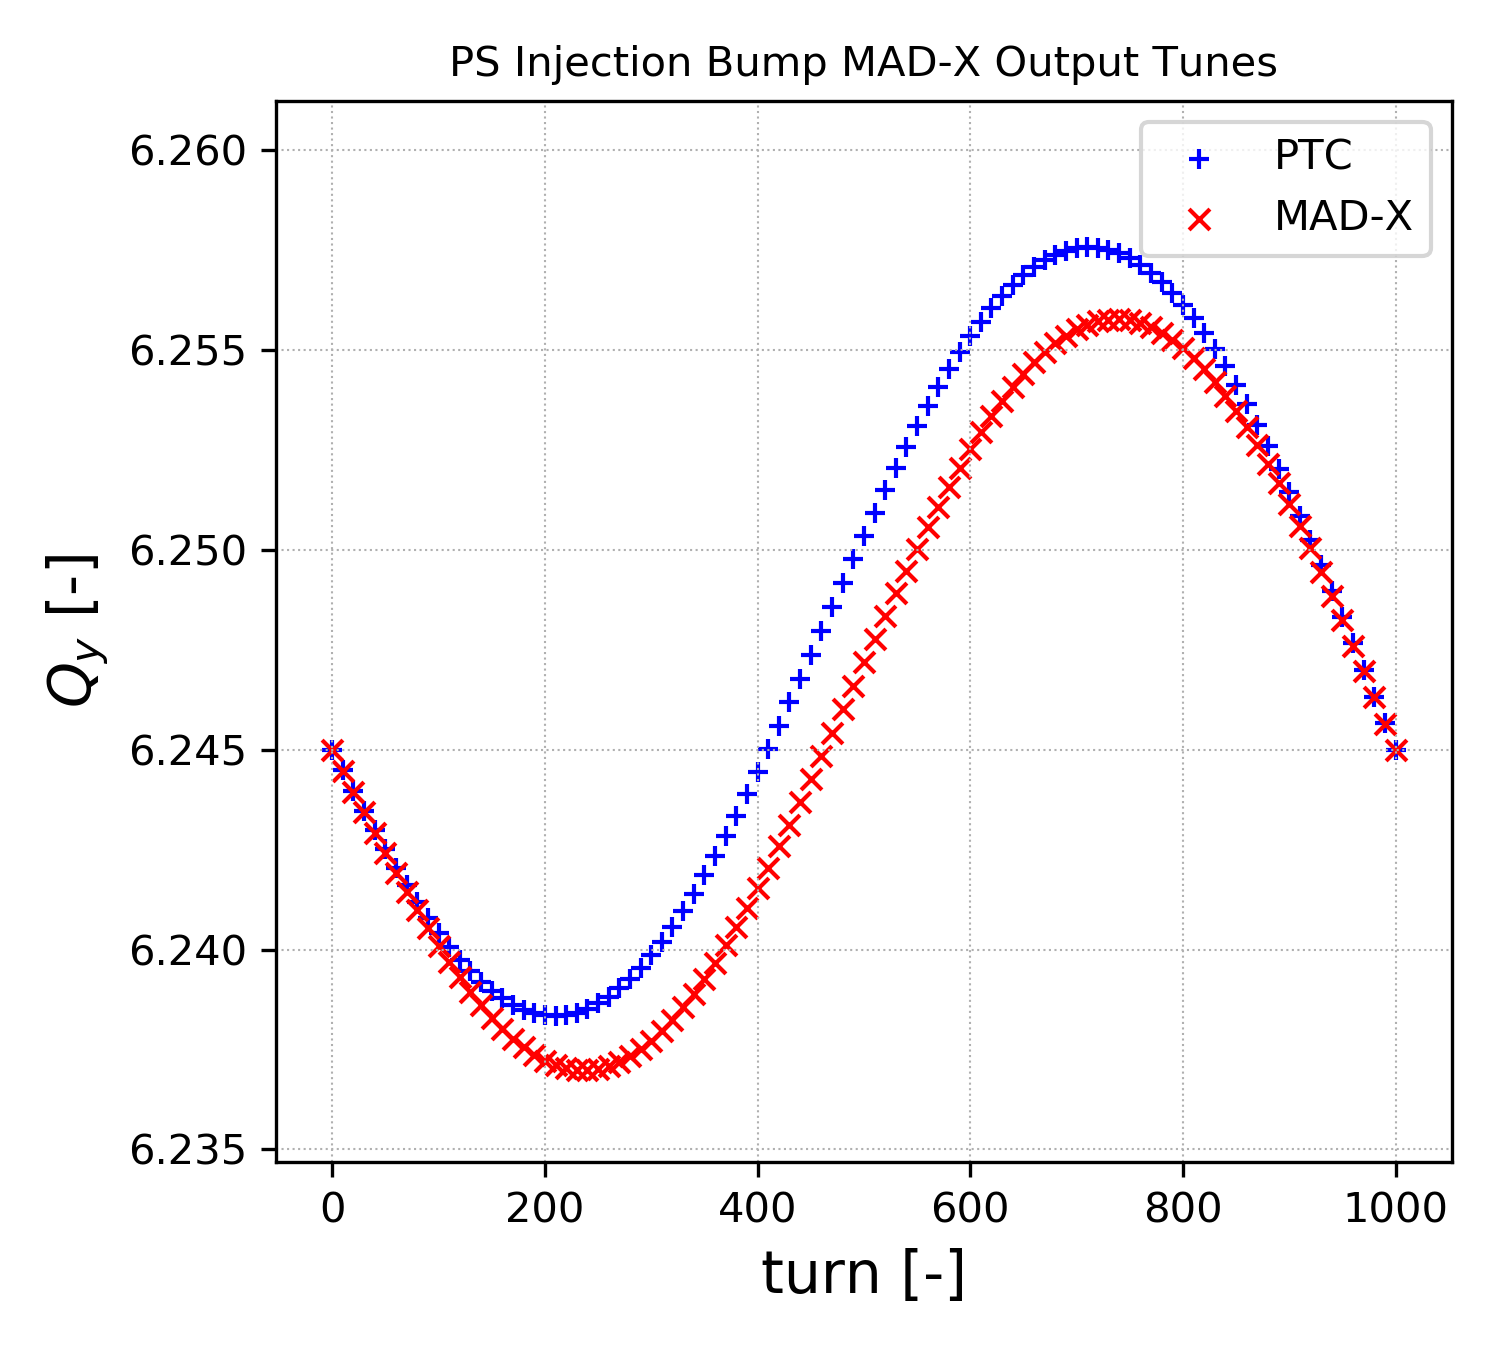 PS Injection Bump MAD-X Output Tunes
PTC
MAD-X
6.260
6.255
6.250
6.245
6.240
6.235
Qy [-]
0 200 400 600 800 1000
turn [-]